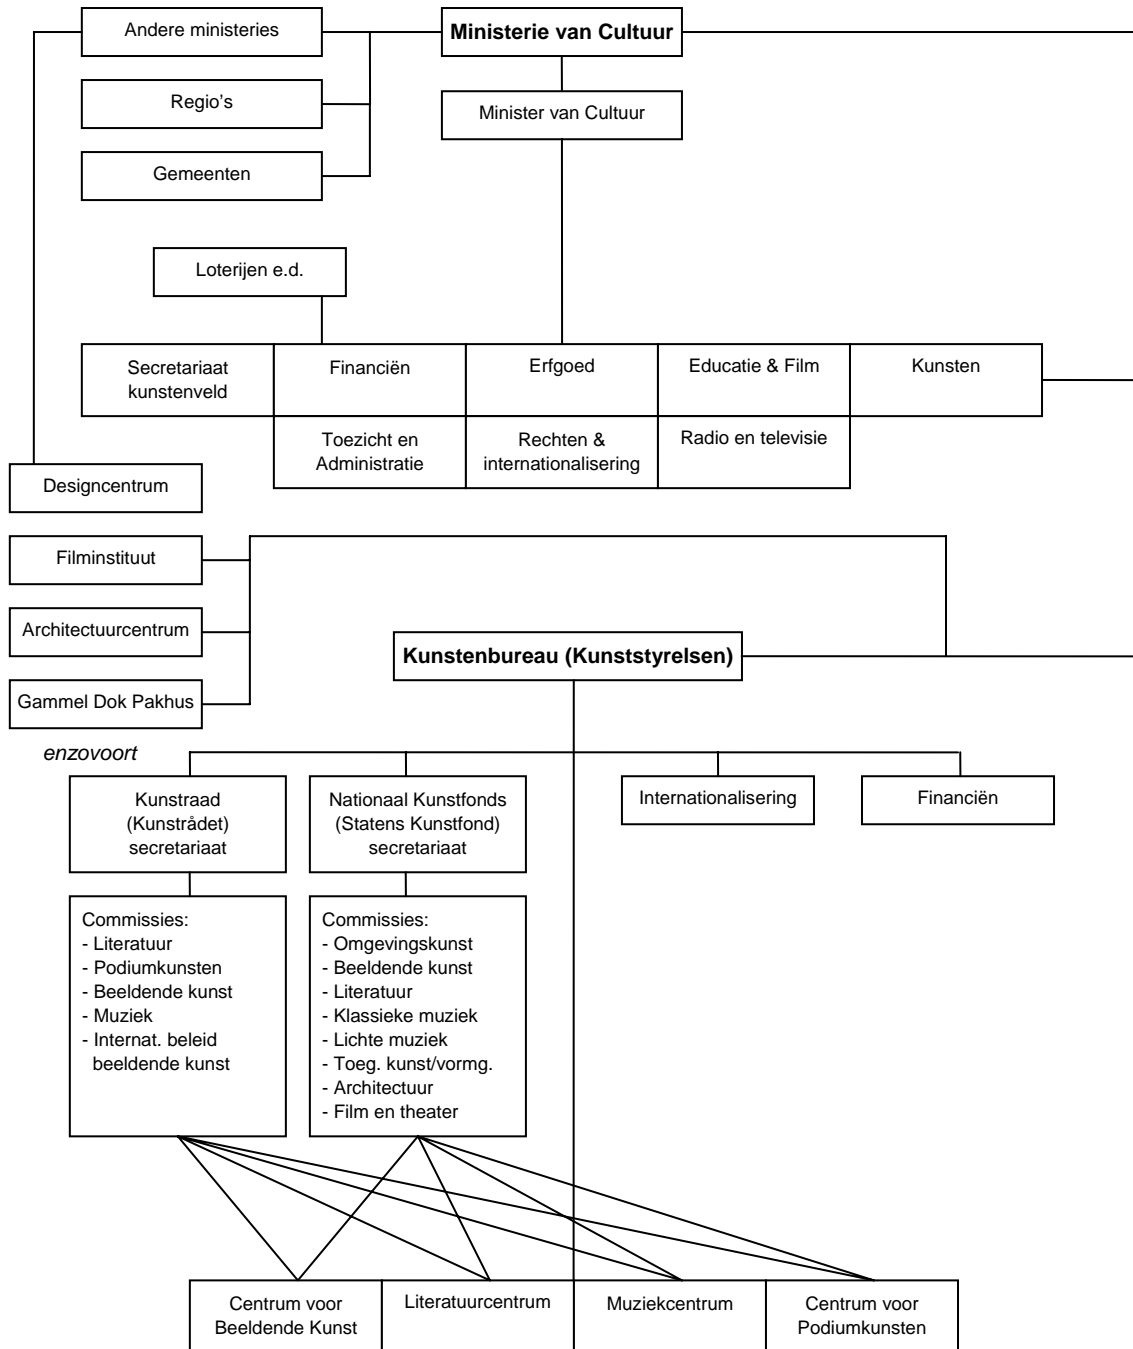 Andere ministeries
Ministerie van Cultuur
Regio's
Minister van Cultuur
Gemeenten
Loterijen e.d.
Secretariaat
kunstenveld
Financiën
Erfgoed
Educatie & Film
Kunsten
Toezicht en
Administratie
Rechten &
internationalisering
Radio en televisie
Designcentrum
Filminstituut
Architectuurcentrum
Kunstenbureau (Kunststyrelsen)
Gammel Dok Pakhus
enzovoort
Kunstraad
(Kunstrådet)
secretariaat
Nationaal Kunstfonds
(Statens Kunstfond)
secretariaat
Internationalisering
Financiën
Commissies:
- Literatuur
- Podiumkunsten
- Beeldende kunst
- Muziek
- Internat. beleid
beeldende kunst
Commissies:
- Omgevingskunst
- Beeldende kunst
- Literatuur
- Klassieke muziek
- Lichte muziek
- Toeg. kunst/vormg.
- Architectuur
- Film en theater
Centrum voor
Beeldende Kunst
Literatuurcentrum
Muziekcentrum
Centrum voor
Podiumkunsten